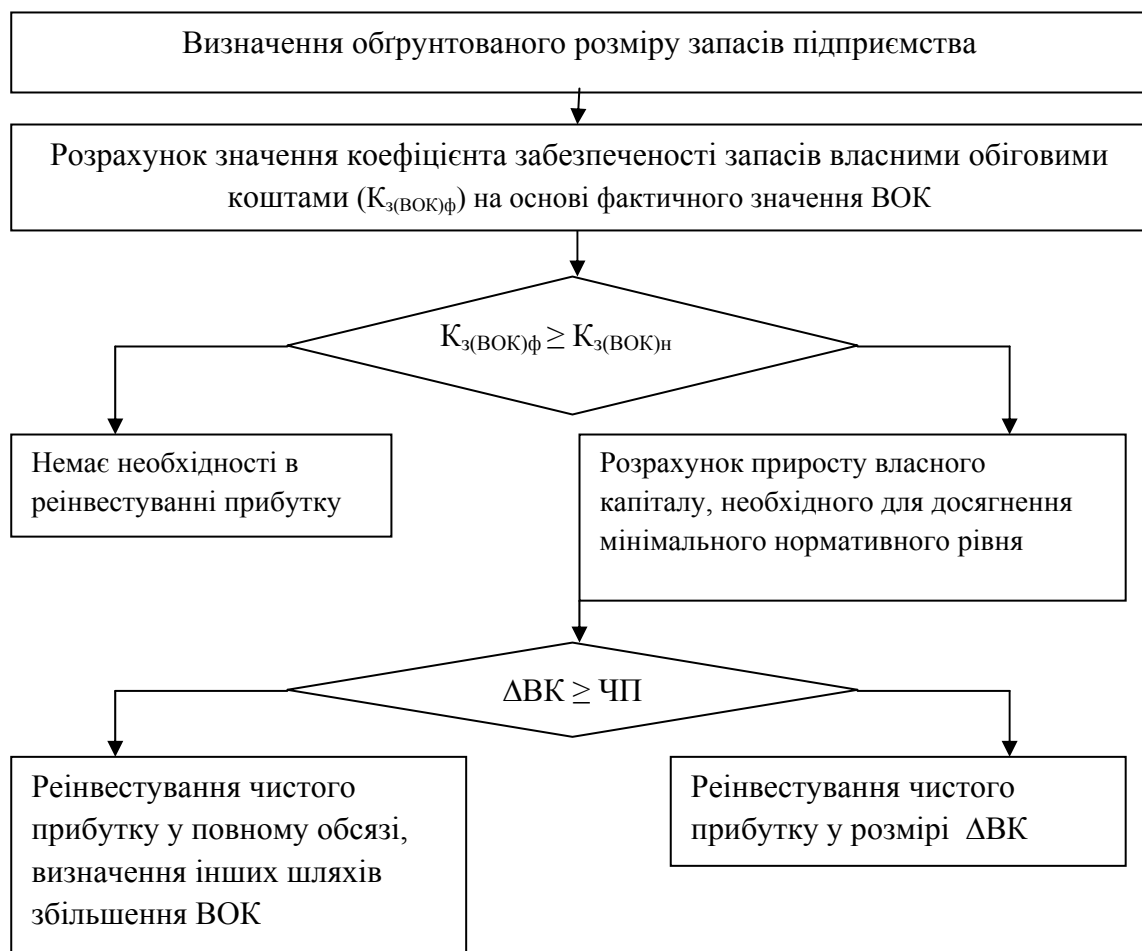 Визначення обґрунтованого розміру запасів підприємства
Розрахунок значення коефіцієнта забезпеченості запасів власними обіговими
коштами (Кз(ВОК)ф) на основі фактичного значення ВОК
Кз(ВОК)ф ≥ Кз(ВОК)н
Немає необхідності в
реінвестуванні прибутку
Розрахунок приросту власного
капіталу, необхідного для досягнення
мінімального нормативного рівня
ΔВК ≥ ЧП
Реінвестування чистого
прибутку у повному обсязі,
визначення інших шляхів
збільшення ВОК
Реінвестування чистого
прибутку у розмірі ΔВК